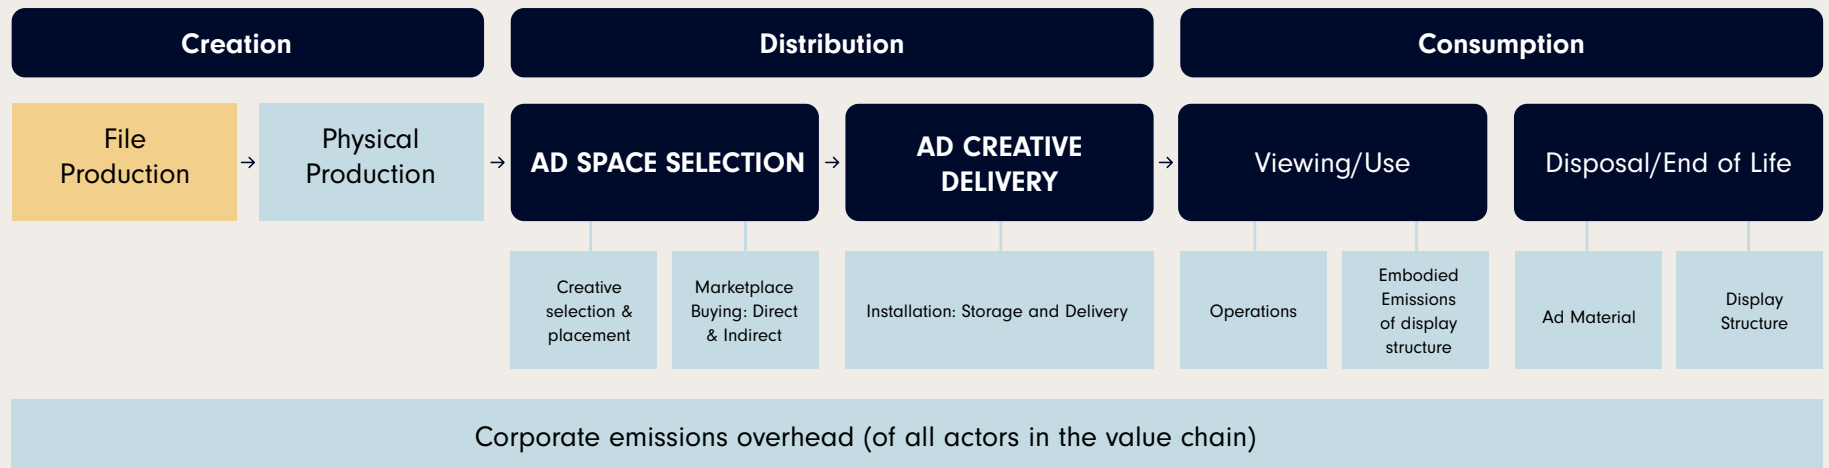 Creation
Distribution
Consumption
File
Production
→
Physical
Production
→
AD SPACE SELECTION
→
AD CREATIVE
DELIVERY
→
Viewing/Use
Disposal/End of Life
Creative
selection &
placement
Marketplace
Buying: Direct
& Indirect
Installation: Storage and Delivery
Operations
Embodied
Emissions
of display
structure
Ad Material
Display
Structure
Corporate emissions overhead (of all actors in the value chain)